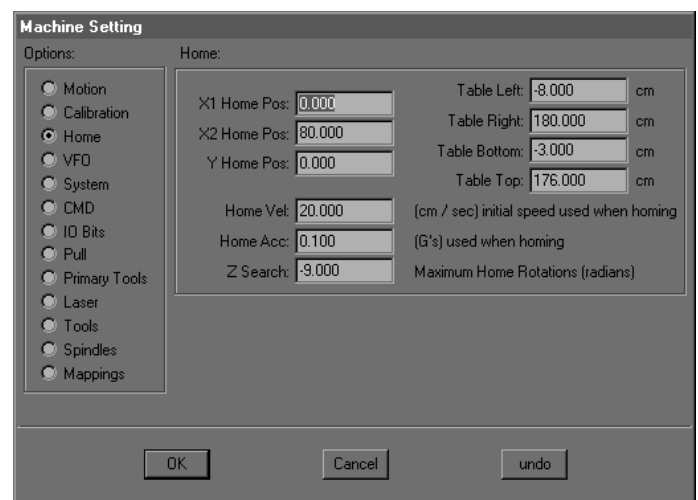 Machine Setting
Options:
Motion
Calibration
Home
VFO
System
CMD
IO Bits
Pull
Primary Tools
Laser
Tools
Spindles
Mappings
Home:
X1 Home Pos: 0.000
X2 Home Pos: 80.000
Y Home Pos: 0.000
Table Left: -8.000 cm
Table Right: 180.000 cm
Table Bottom: -3.000 cm
Table Top: 176.000 cm
Home Vel: 20.000 (cm / sec) initial speed used when homing
Home Acc: 0.100 (G's) used when homing
Z Search: -9.000 Maximum Home Rotations (radians)
OK Cancel undo